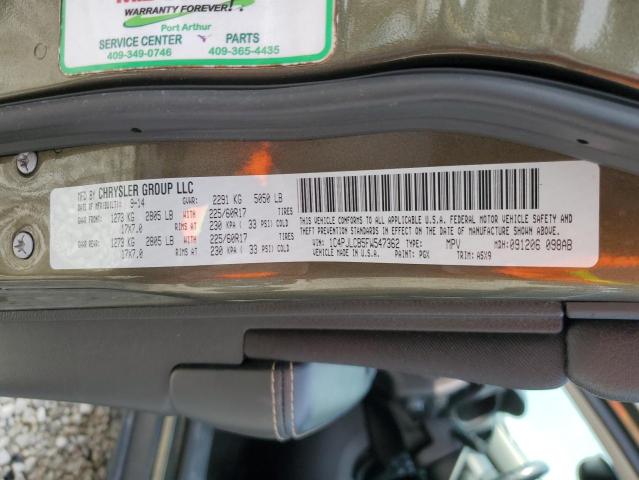 WARRANTY FOREVER!
Port Arthur
SERVICE CENTER PARTS
409-349-0746 409-365-4435
MFD BY CHRYSLER GROUP LLC
DATE OF MFR 9-14 GVWR: 2291 KG 5050 LB
GAWR FRONT: 1273 KG 2805 LB WITH 225/60R17 TIRES
17X7.0 RIMS AT 230 KPA ( 33 PSI) COLD
GAWR REAR: 1273 KG 2805 LB WITH 225/60R17 TIRES
17X7.0 RIMS AT 230 KPA ( 33 PSI) COLD
THIS VEHICLE CONFORMS TO ALL APPLICABLE U.S.A. FEDERAL MOTOR VEHICLE SAFETY AND
THEFT PREVENTION STANDARDS IN EFFECT ON THE DATE OF MANUFACTURE SHOWN ABOVE.
VIN: 1C4PJLCB5FW547362 TYPE: MPV MDH: 091206 098AB
VEHICLE MADE IN U.S.A. PAINT: PGX TRIM: A5X9